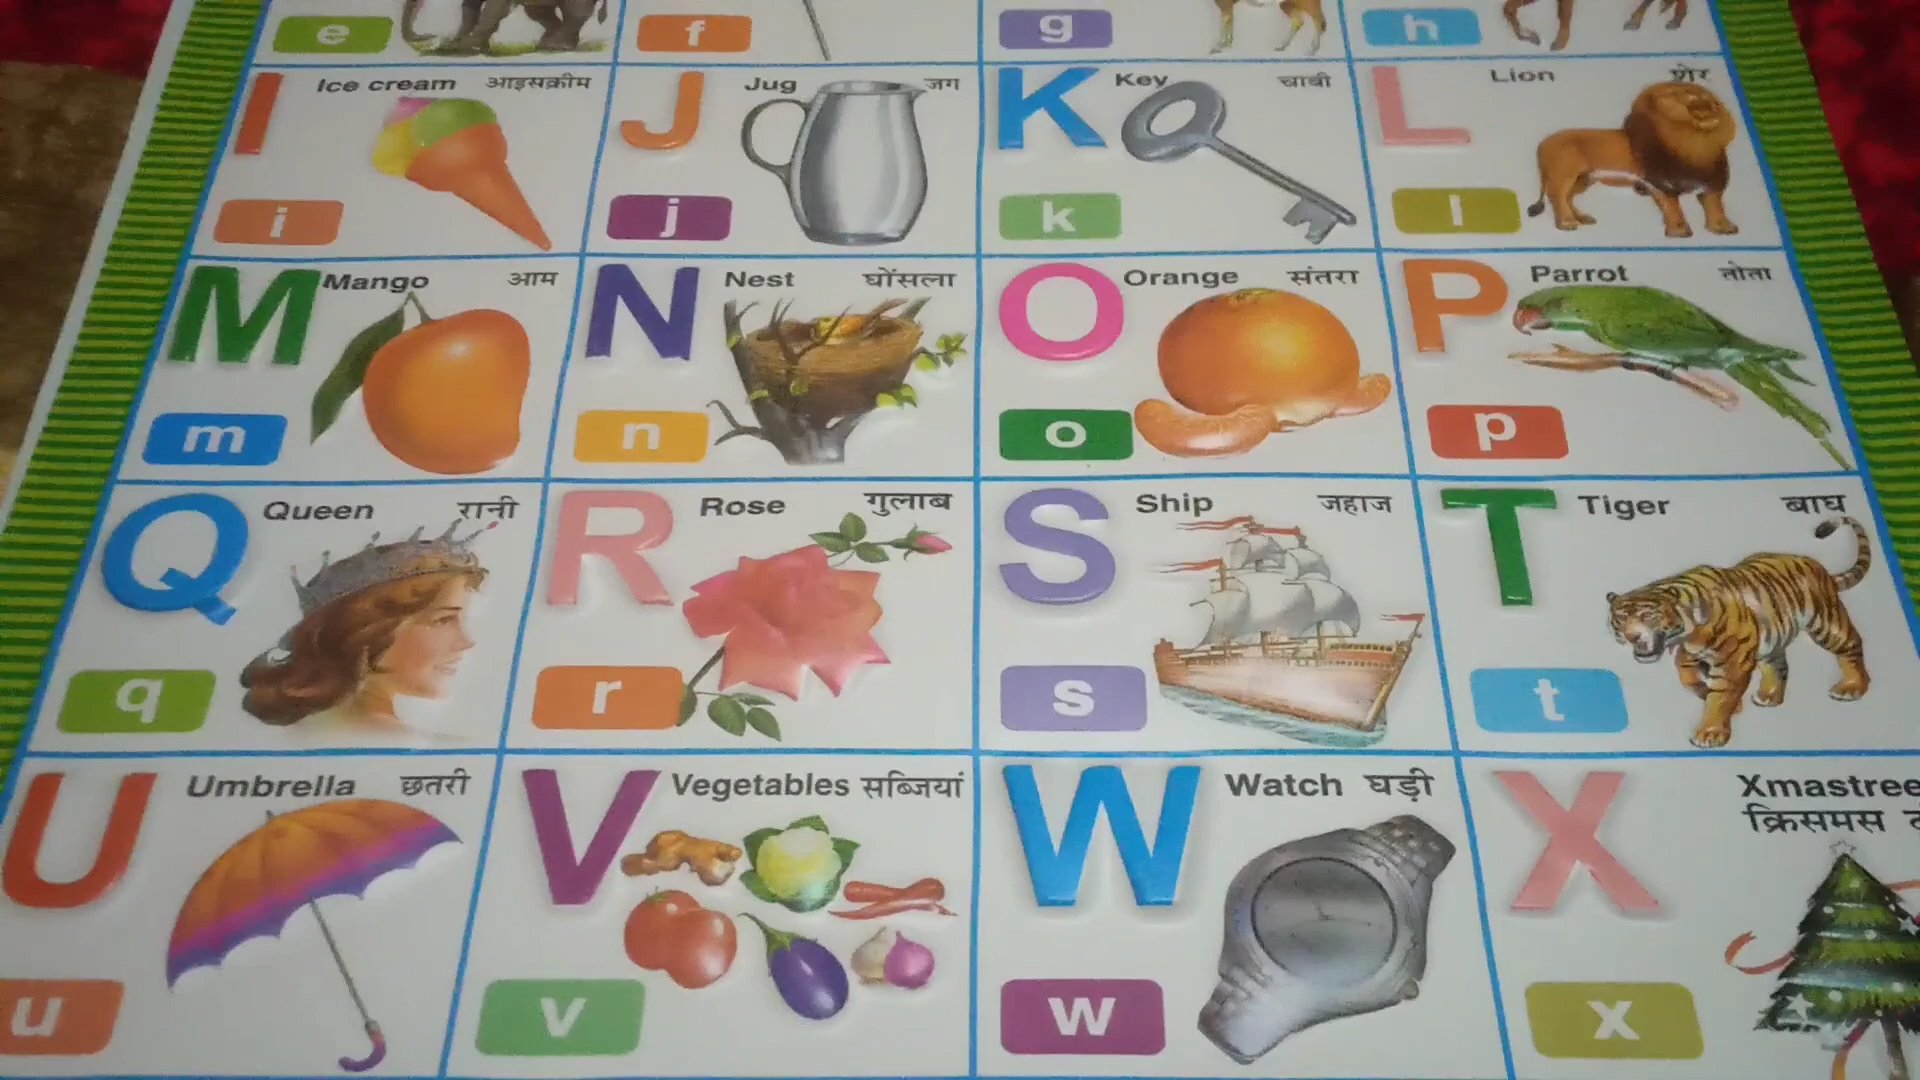 e f g h
I Ice cream आइसक्रीम J Jug जग K Key चाबी L Lion शेर
i j k l
M Mango आम N Nest घोंसला O Orange संतरा P Parrot तोता
m n o p
Q Queen रानी R Rose गुलाब S Ship जहाज T Tiger बाघ
q r s t
U Umbrella छतरी V Vegetables सब्जियां W Watch घड़ी X Xmastree
क्रिसमस
u v w x